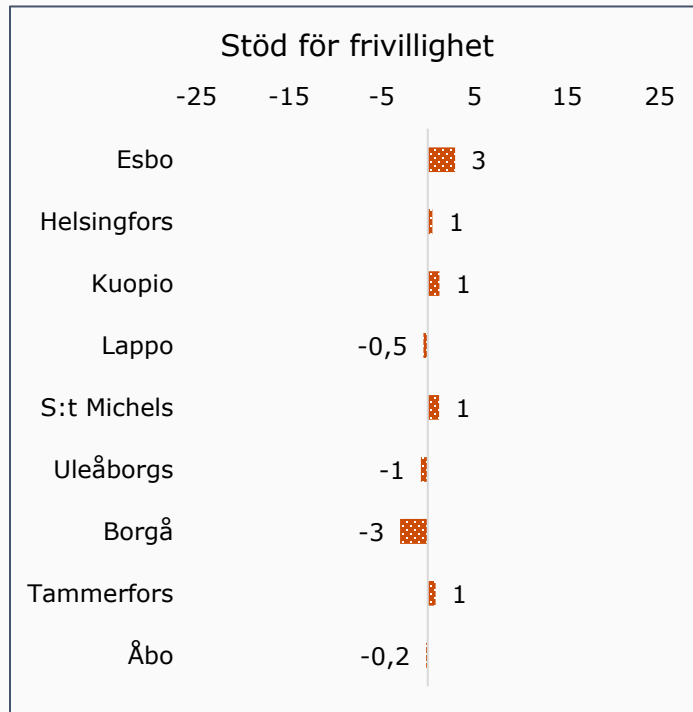 Stöd för frivillighet
-25 -15 -5 5 15 25
Esbo 3
Helsingfors 1
Kuopio 1
Lappo -0,5
S:t Michels 1
Uleåborgs -1
Borgå -3
Tammerfors 1
Åbo -0,2